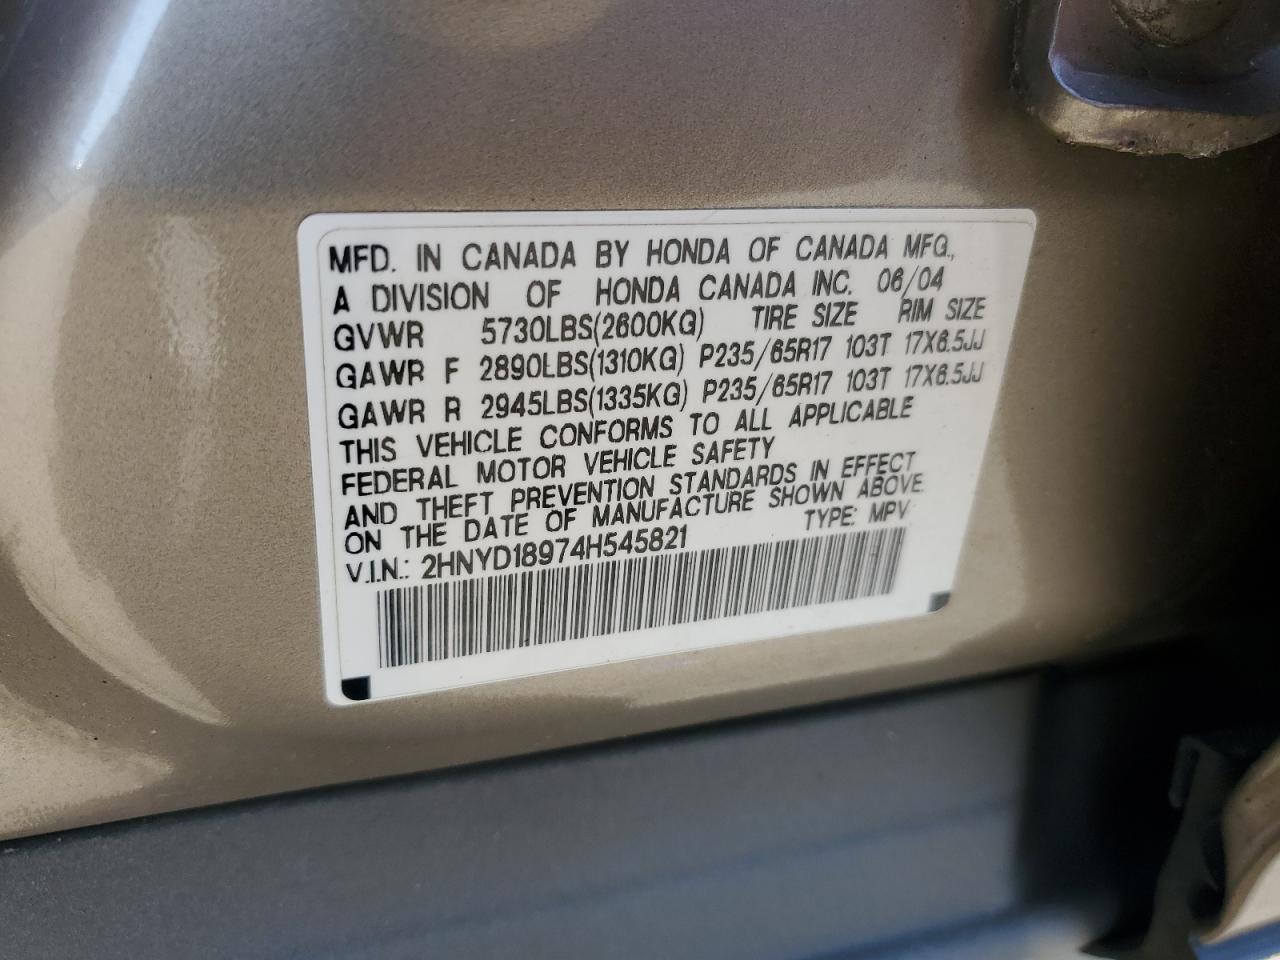 MFD. IN CANADA BY HONDA OF CANADA MFG.,
A DIVISION OF HONDA CANADA INC. 06/04
GVWR 5730LBS(2600KG) TIRE SIZE RIM SIZE
GAWR F 2890LBS(1310KG) P235/65R17 103T 17X6.5JJ
GAWR R 2945LBS(1335KG) P235/65R17 103T 17X6.5JJ
THIS VEHICLE CONFORMS TO ALL APPLICABLE
FEDERAL MOTOR VEHICLE SAFETY
AND THEFT PREVENTION STANDARDS IN EFFECT
ON THE DATE OF MANUFACTURE SHOWN ABOVE
V.I.N.: 2HNYD18974H545821 TYPE: MPV